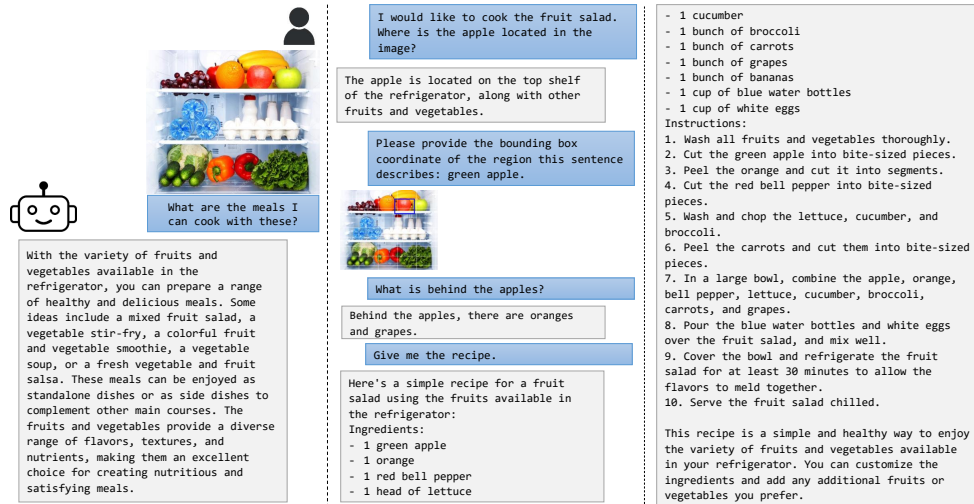 What are the meals I
can cook with these?
With the variety of fruits and
vegetables available in the
refrigerator, you can prepare a range
of healthy and delicious meals. Some
ideas include a mixed fruit salad, a
vegetable stir-fry, a colorful fruit
and vegetable smoothie, a vegetable
soup, or a fresh vegetable and fruit
salsa. These meals can be enjoyed as
standalone dishes or as side dishes to
complement other main courses. The
fruits and vegetables provide a diverse
range of flavors, textures, and
nutrients, making them an excellent
choice for creating nutritious and
satisfying meals.
I would like to cook the fruit salad.
Where is the apple located in the
image?
The apple is located on the top shelf
of the refrigerator, along with other
fruits and vegetables.
Please provide the bounding box
coordinate of the region this sentence
describes: green apple.
What is behind the apples?
Behind the apples, there are oranges
and grapes.
Give me the recipe.
Here's a simple recipe for a fruit
salad using the fruits available in
the refrigerator:
Ingredients:
- 1 green apple
- 1 orange
- 1 red bell pepper
- 1 head of lettuce
- 1 cucumber
- 1 bunch of broccoli
- 1 bunch of carrots
- 1 bunch of grapes
- 1 bunch of bananas
- 1 cup of blue water bottles
- 1 cup of white eggs
Instructions:
1. Wash all fruits and vegetables thoroughly.
2. Cut the green apple into bite-sized pieces.
3. Peel the orange and cut it into segments.
4. Cut the red bell pepper into bite-sized
pieces.
5. Wash and chop the lettuce, cucumber, and
broccoli.
6. Peel the carrots and cut them into bite-sized
pieces.
7. In a large bowl, combine the apple, orange,
bell pepper, lettuce, cucumber, broccoli,
carrots, and grapes.
8. Pour the blue water bottles and white eggs
over the fruit salad, and mix well.
9. Cover the bowl and refrigerate the fruit
salad for at least 30 minutes to allow the
flavors to meld together.
10. Serve the fruit salad chilled.
This recipe is a simple and healthy way to enjoy
the variety of fruits and vegetables available
in your refrigerator. You can customize the
ingredients and add any additional fruits or
vegetables you prefer.